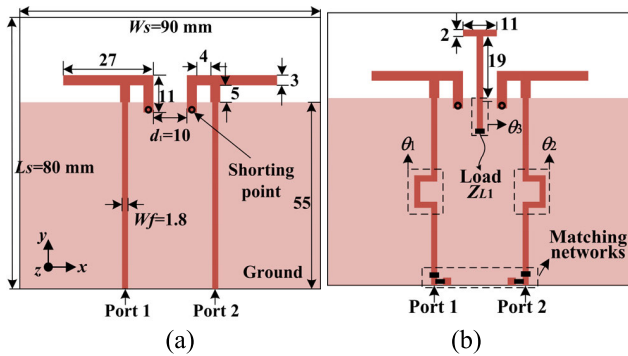 Ws=90 mm
27
4
3
11
5
d1=10
Shorting
point
Ls=80 mm
55
Wf=1.8
y
z
x
Ground
Port 1
Port 2
(a)
11
2
19
θ3
θ1
θ2
Load
ZL1
Matching
networks
Port 1
Port 2
(b)